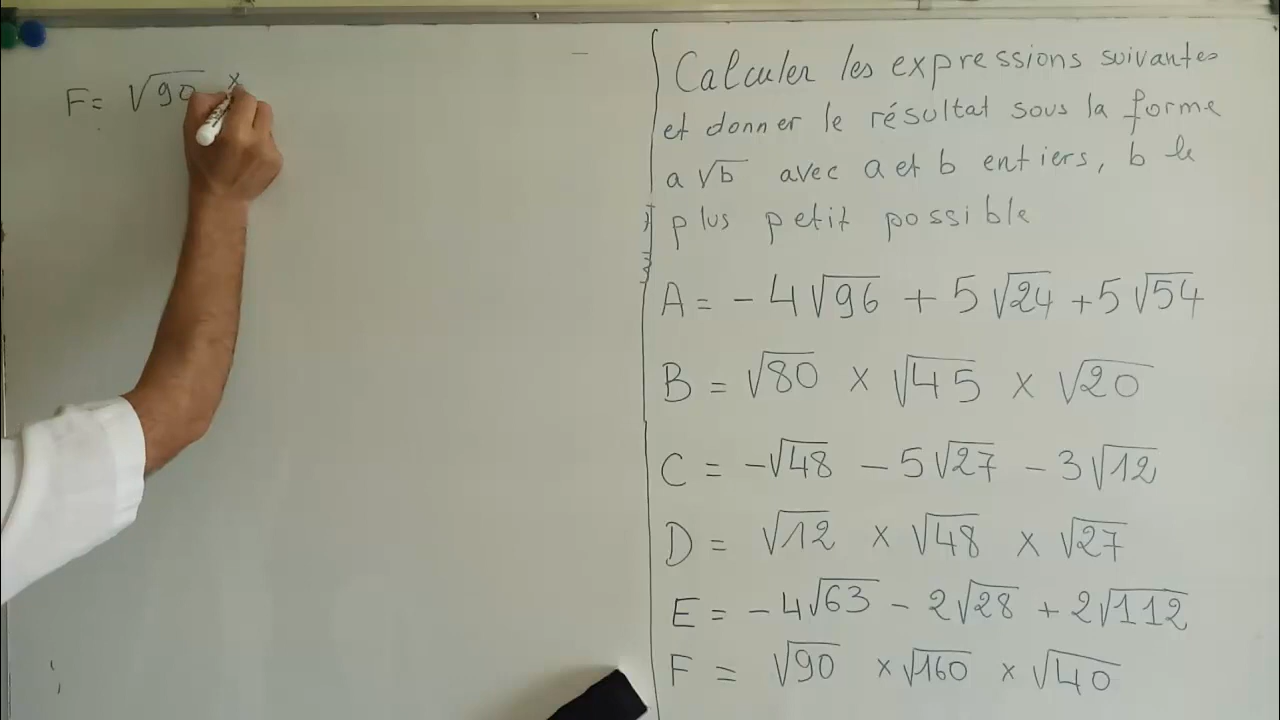 F= √90 ×
Calculer les expressions suivantes
et donner le résultat sous la forme
a √b avec a et b entiers, b le
plus petit possible
A = - 4√96 + 5√24 + 5√54
B = √80 × √45 × √20
C = -√48 - 5√27 - 3√12
D = √12 × √48 × √27
E = - 4√63 - 2√28 + 2√112
F = √90 × √160 × √40